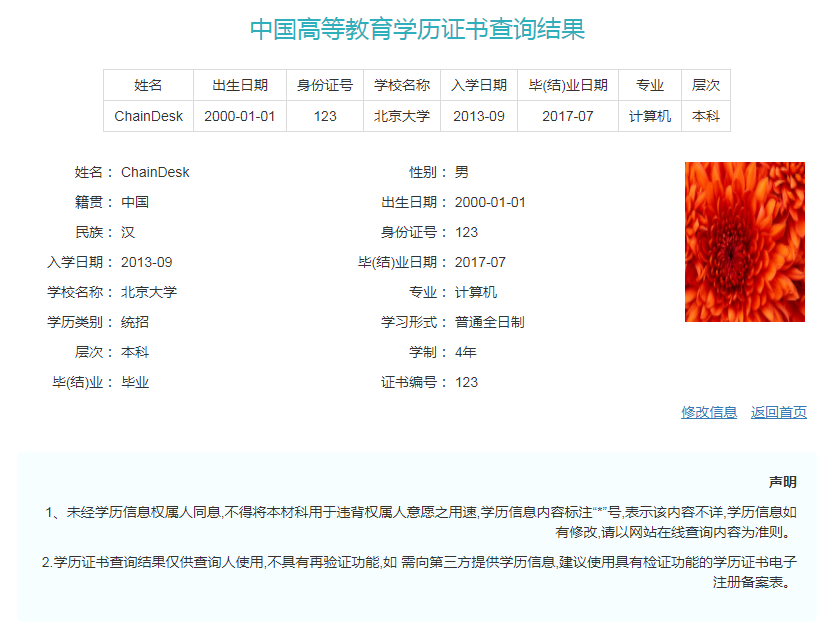 中国高等教育学历证书查询结果
姓名 出生日期 身份证号 学校名称 入学日期 毕(结)业日期 专业 层次
ChainDesk 2000-01-01 123 北京大学 2013-09 2017-07 计算机 本科
姓名： ChainDesk 性别： 男
籍贯： 中国 出生日期： 2000-01-01
民族： 汉 身份证号： 123
入学日期： 2013-09 毕(结)业日期： 2017-07
学校名称： 北京大学 专业： 计算机
学历类别： 统招 学习形式： 普通全日制
层次： 本科 学制： 4年
毕(结)业： 毕业 证书编号： 123
修改信息 返回首页
声明
1、未经学历信息权属人同息,不得将本材科用于违背权属人意愿之用速,学历信息内容标注“*”号,表示该内容不详,学历信息如
有修改,请以网站在线查询内容为准则。
2.学历证书查询结果仅供查询人使用,不具有再验证功能,如 需向第三方提供学历信息,建议使用具有检证功能的学历证书电子
注册备案表。